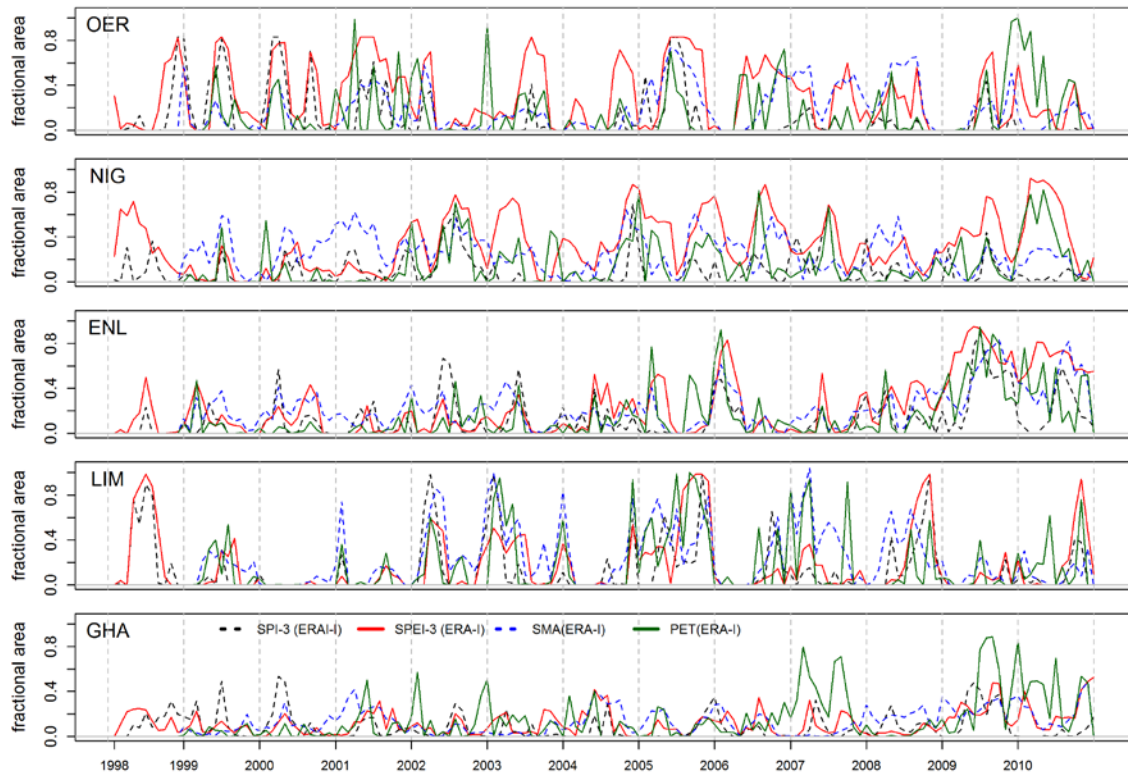 OER
fractional area
0.0 0.4 0.8
NIG
fractional area
0.0 0.4 0.8
ENL
fractional area
0.0 0.4 0.8
LIM
fractional area
0.0 0.4 0.8
GHA
SPI-3 (ERAI-I) SPEI-3 (ERA-I) SMA(ERA-I) PET(ERA-I)
fractional area
0.0 0.4 0.8
1998 1999 2000 2001 2002 2003 2004 2005 2006 2007 2008 2009 2010